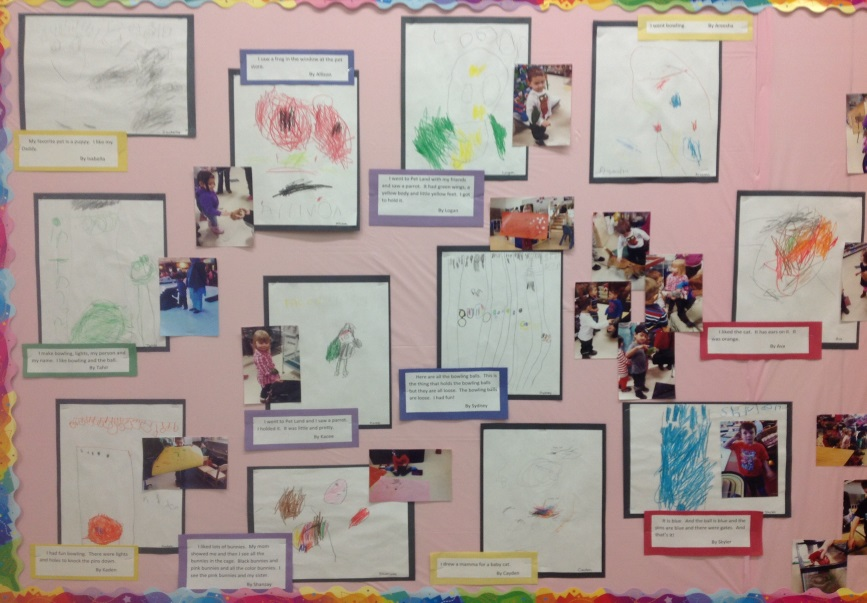 I went bowling. By Amedia
I saw a frog in the window at the pet
store.
By Allison
My favorite pet is a puppy. I like my
Daddy.
By Isabella
I went to Pet Land with my friends
and saw a parrot. It had green wings, a
yellow body and little yellow feet. I got
to hold it.
By Logan
I liked the cat. It has ears on it. It
was orange.
By Ava
I make bowling, lights, my person and
my name. I like bowling and the ball.
By Tafar
Here are all the bowling balls. This is
the thing that holds the bowling balls
but they are all loose. The bowling balls
are loose. I had fun!
By Sydney
I went to Pet Land and I saw a parrot.
I holded it. It was little and pretty.
By Kacee
It is blue. And the ball is blue and the
pins are blue and there were gates. And
that's it!
By Skyler
I had fun bowling. There were lights
and holes to knock the pins down.
By Kaden
I liked lots of bunnies. My mom
showed me and then I see all the
bunnies in the cage. Black bunnies and
pink bunnies and all the color bunnies. I
see the pink bunnies and my sister.
By Shanzay
I drew a momma for a baby cat.
By Cayden